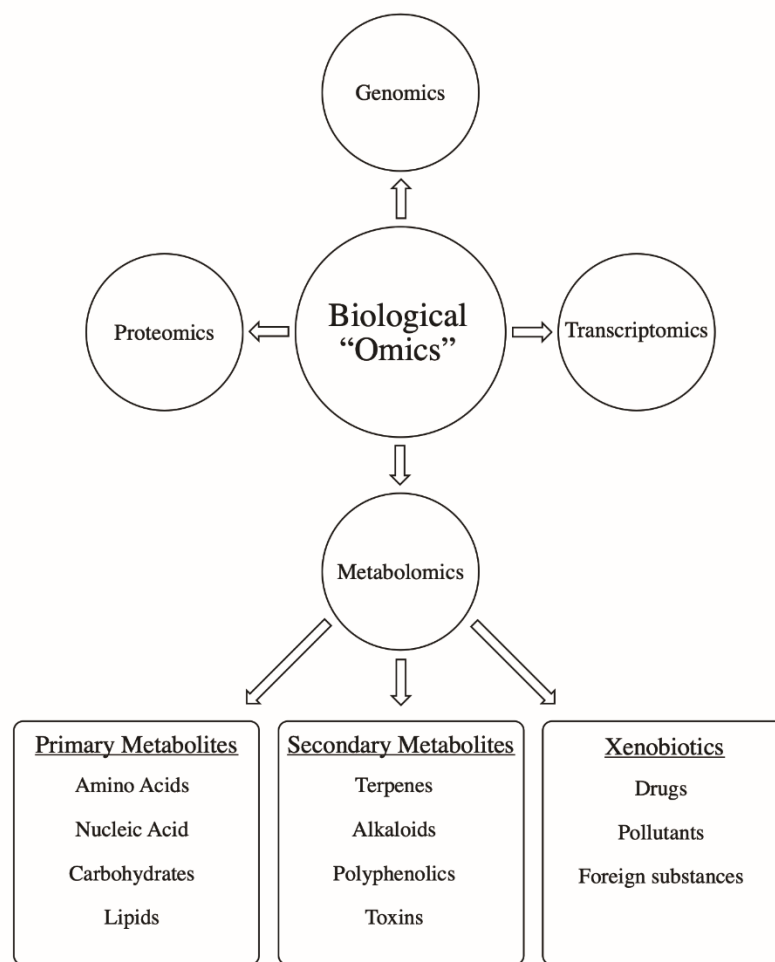 Genomics
Proteomics
Biological
“Omics”
Transcriptomics
Metabolomics
Primary Metabolites
Amino Acids
Nucleic Acid
Carbohydrates
Lipids
Secondary Metabolites
Terpenes
Alkaloids
Polyphenolics
Toxins
Xenobiotics
Drugs
Pollutants
Foreign substances